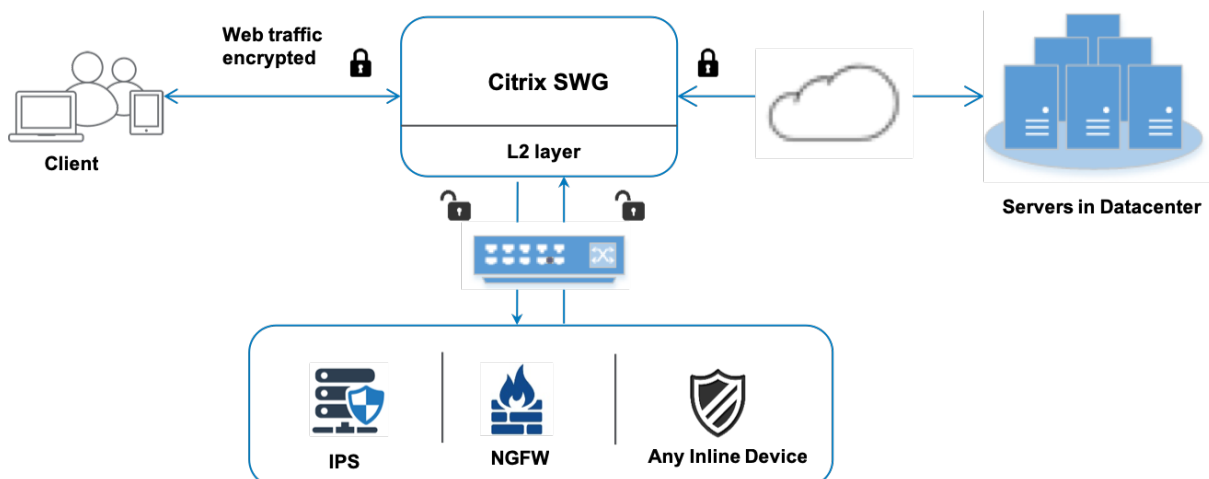 Web traffic
encrypted
Citrix SWG
L2 layer
Client
Servers in Datacenter
IPS
NGFW
Any Inline Device